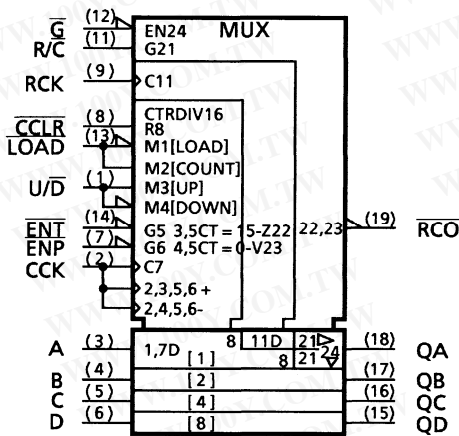 MUX
G (12) EN24
R/C (11) G21
RCK (9) C11
CTRDIV16
CCLR (8) R8
LOAD (13) M1[LOAD]
M2[COUNT]
U/D (1) M3[UP]
M4[DOWN]
ENT (14) G5 3,5CT=15-Z22 22,23 (19) RCO
ENP (7) G6 4,5CT=0-V23
CCK (2) C7
2,3,5,6+
2,4,5,6-
A (3) 1,7D [1] 8 11D 21 8 21 24 (18) QA
B (4) [2] (17) QB
C (5) [4] (16) QC
D (6) [8] (15) QD
WWW.100Y.COM.TW